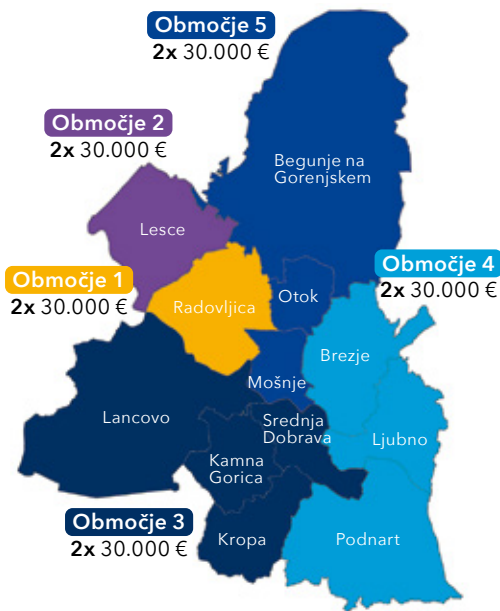 Območje 5
2x 30.000 €
Območje 2
2x 30.000 €
Begunje na
Gorenjskem
Lesce
Območje 1
2x 30.000 €
Radovljica
Otok
Območje 4
2x 30.000 €
Brezje
Mošnje
Lancovo
Srednja
Dobrava
Ljubno
Kamna
Gorica
Območje 3
2x 30.000 €
Kropa
Podnart